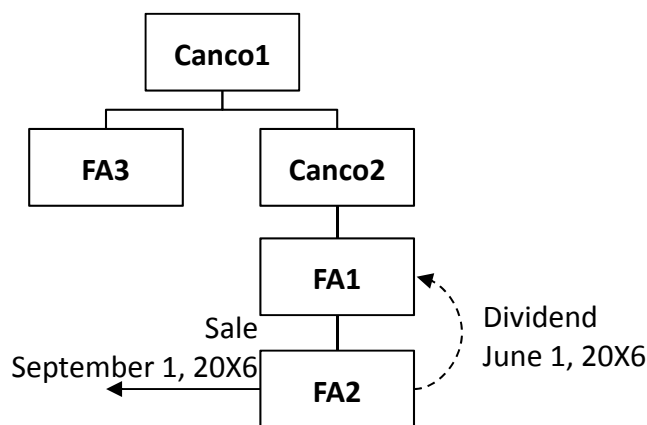 Canco1
FA3
Canco2
FA1
Sale
September 1, 20X6
Dividend
June 1, 20X6
FA2